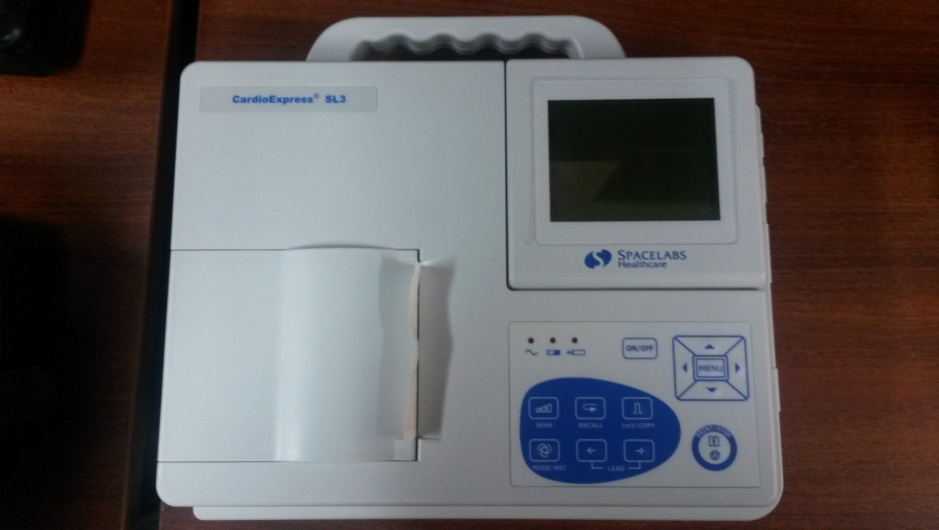 CardioExpress® SL3
SPACELABS
Healthcare
ON/OFF
MENU
SENS
RECALL
1mV/COPY
MODE/RST
LEAD